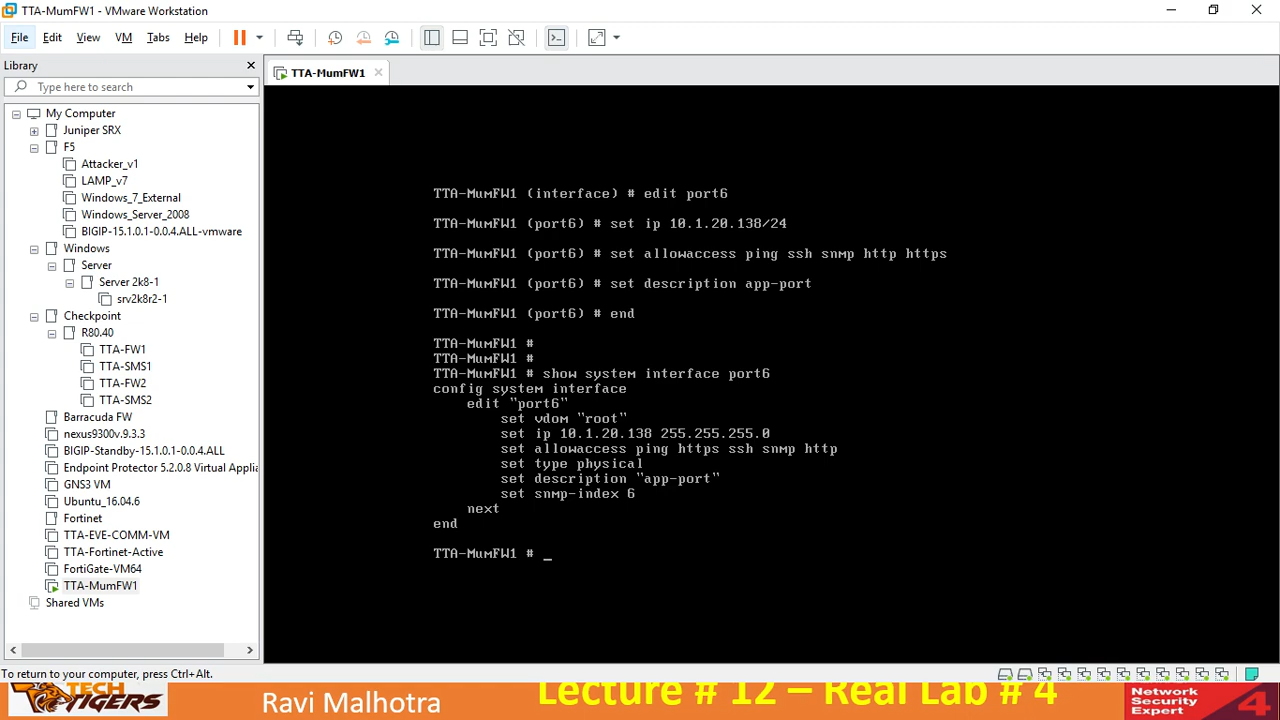 TTA-MumFW1 - VMware Workstation
File Edit View VM Tabs Help
Library
Type here to search
My Computer
Juniper SRX
F5
Attacker_v1
LAMP_v7
Windows_7_External
Windows_Server_2008
BIGIP-15.1.0.1-0.0.4.ALL-vmware
Windows
Server
Server 2k8-1
srv2k8r2-1
Checkpoint
R80.40
TTA-FW1
TTA-SMS1
TTA-FW2
TTA-SMS2
Barracuda FW
nexus9300v.9.3.3
BIGIP-Standby-15.1.0.1-0.0.4.ALL
Endpoint Protector 5.2.0.8 Virtual Applia
GNS3 VM
Ubuntu_16.04.6
Fortinet
TTA-EVE-COMM-VM
TTA-Fortinet-Active
FortiGate-VM64
TTA-MumFW1
Shared VMs
TTA-MumFW1
TTA-MumFW1 (interface) # edit port6
TTA-MumFW1 (port6) # set ip 10.1.20.138/24
TTA-MumFW1 (port6) # set allowaccess ping ssh snmp http https
TTA-MumFW1 (port6) # set description app-port
TTA-MumFW1 (port6) # end
TTA-MumFW1 #
TTA-MumFW1 #
TTA-MumFW1 # show system interface port6
config system interface
edit "port6"
set vdom "root"
set ip 10.1.20.138 255.255.255.0
set allowaccess ping https ssh snmp http
set type physical
set description "app-port"
set snmp-index 6
next
end
TTA-MumFW1 # _
To return to your computer, press Ctrl+Alt.
TECH
TIGERS
Ravi Malhotra
Lecture # 12 – Real Lab # 4
Network
Security
Expert
4